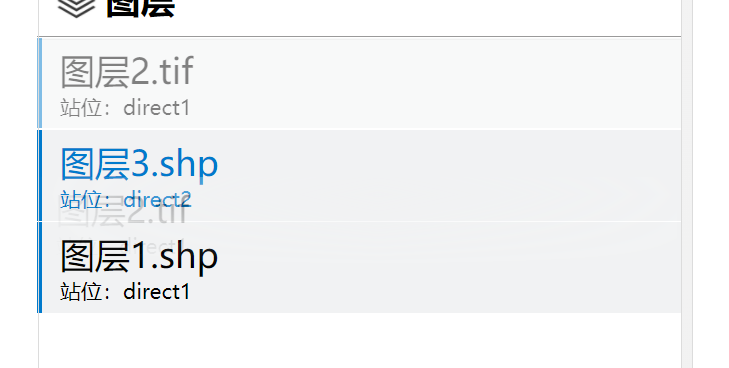 图层
图层2.tif
站位：direct1
图层3.shp
站位：direct2
图层2.tif
图层1.shp
站位：direct1